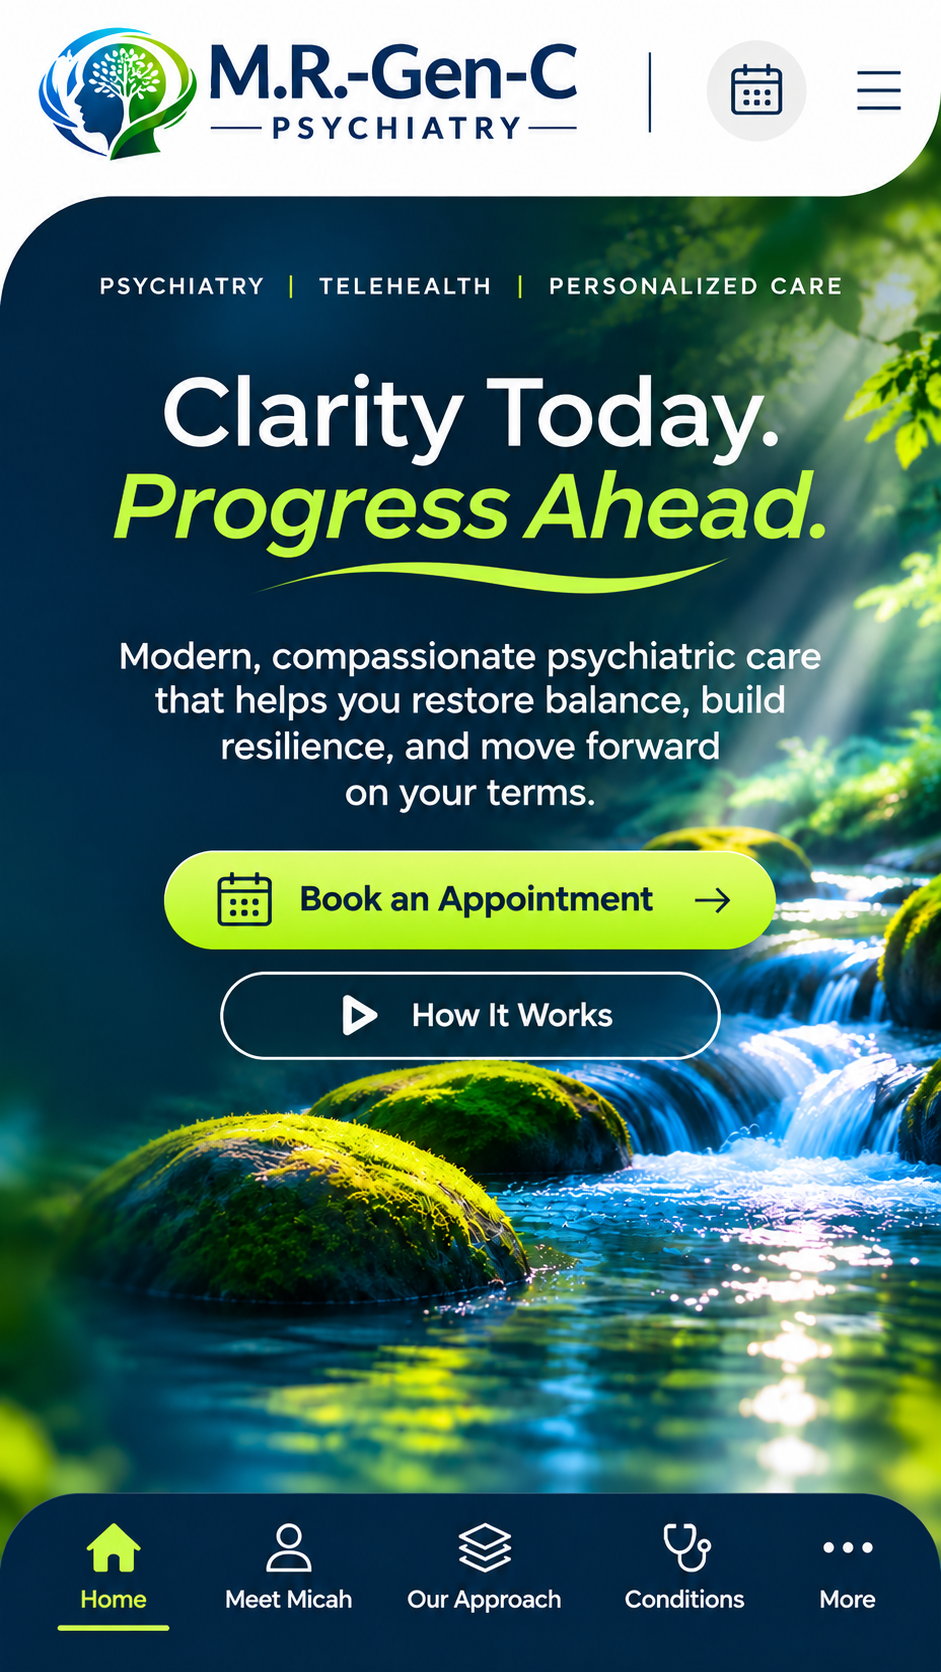 M.R.-Gen-C
PSYCHIATRY
PSYCHIATRY | TELEHEALTH | PERSONALIZED CARE
Clarity Today.
Progress Ahead.
Modern, compassionate psychiatric care
that helps you restore balance, build
resilience, and move forward
on your terms.
Book an Appointment
How It Works
Home
Meet Micah
Our Approach
Conditions
More